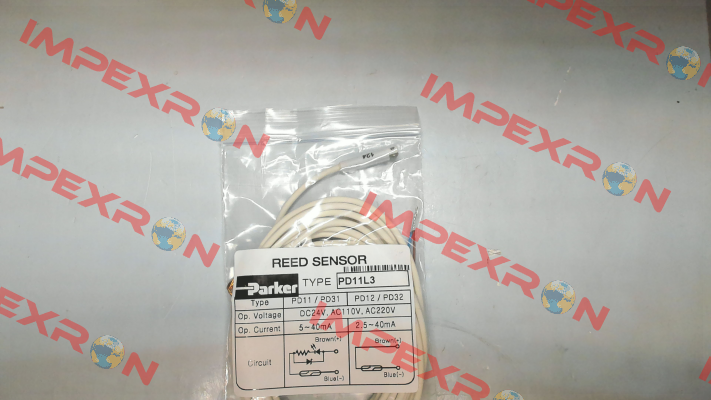 IMPEXRON
IMPEXRON
IMPEXRON
IMPEXRON
IMPEXRON
IMPEXRON
REED SENSOR
Parker TYPE PD11L3
Type PD11 / PD31 PD12 / PD32
Op. Voltage DC24V, AC110V, AC220V
Op. Current 5~40mA 2.5~40mA
Circuit Brown(+) Brown(+)
Blue(-) Blue(-)